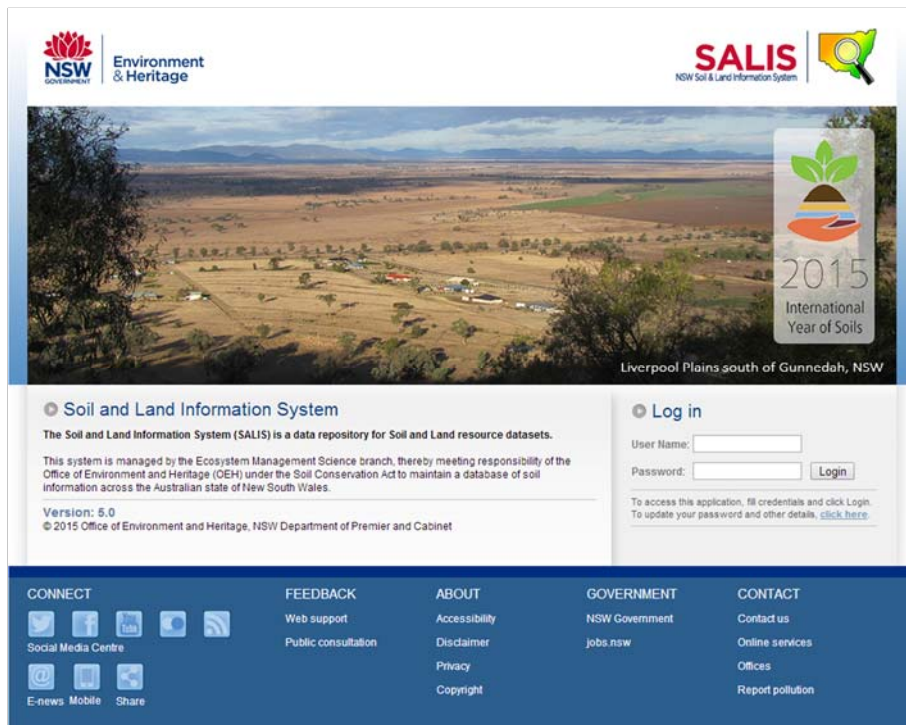 NSW
GOVERNMENT
Environment
& Heritage
SALIS
NSW Soil & Land Information System
2015
International
Year of Soils
Liverpool Plains south of Gunnedah, NSW
Soil and Land Information System
The Soil and Land Information System (SALIS) is a data repository for Soil and Land resource datasets.
This system is managed by the Ecosystem Management Science branch, thereby meeting responsibility of the
Office of Environment and Heritage (OEH) under the Soil Conservation Act to maintain a database of soil
information across the Australian state of New South Wales.
Version: 5.0
© 2015 Office of Environment and Heritage, NSW Department of Premier and Cabinet
Log in
User Name:
Password:
Login
To access this application, fill credentials and click Login.
To update your password and other details, click here.
CONNECT
You
Tube
Social Media Centre
@
E-news Mobile Share
FEEDBACK
Web support
Public consultation
ABOUT
Accessibility
Disclaimer
Privacy
Copyright
GOVERNMENT
NSW Government
jobs.nsw
CONTACT
Contact us
Online services
Offices
Report pollution